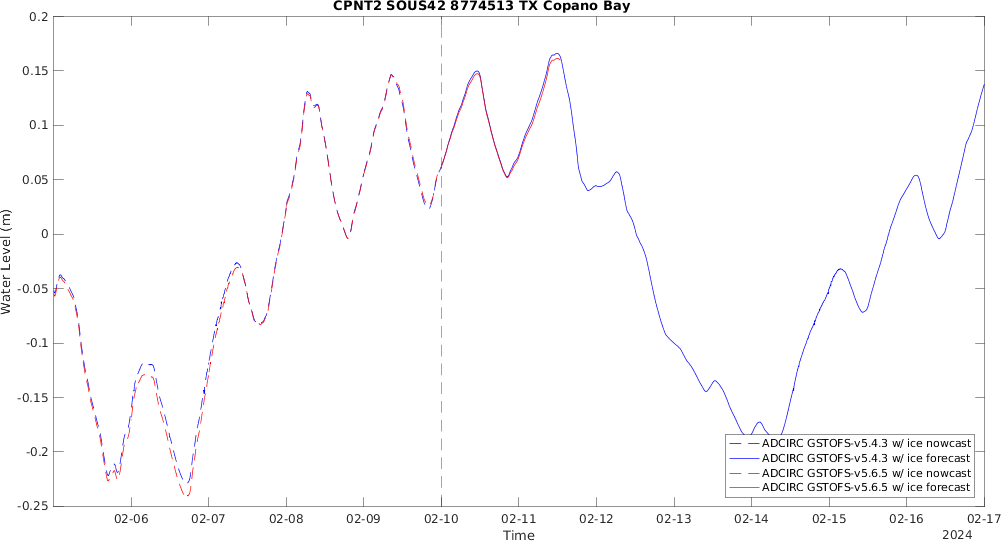 CPNT2 SOUS42 8774513 TX Copano Bay
0.2
0.15
0.1
0.05
0
-0.05
-0.1
-0.15
-0.2
-0.25
Water Level (m)
02-06 02-07 02-08 02-09 02-10 02-11 02-12 02-13 02-14 02-15 02-16 02-17
Time
2024
ADCIRC GSTOFS-v5.4.3 w/ ice nowcast
ADCIRC GSTOFS-v5.4.3 w/ ice forecast
ADCIRC GSTOFS-v5.6.5 w/ ice nowcast
ADCIRC GSTOFS-v5.6.5 w/ ice forecast